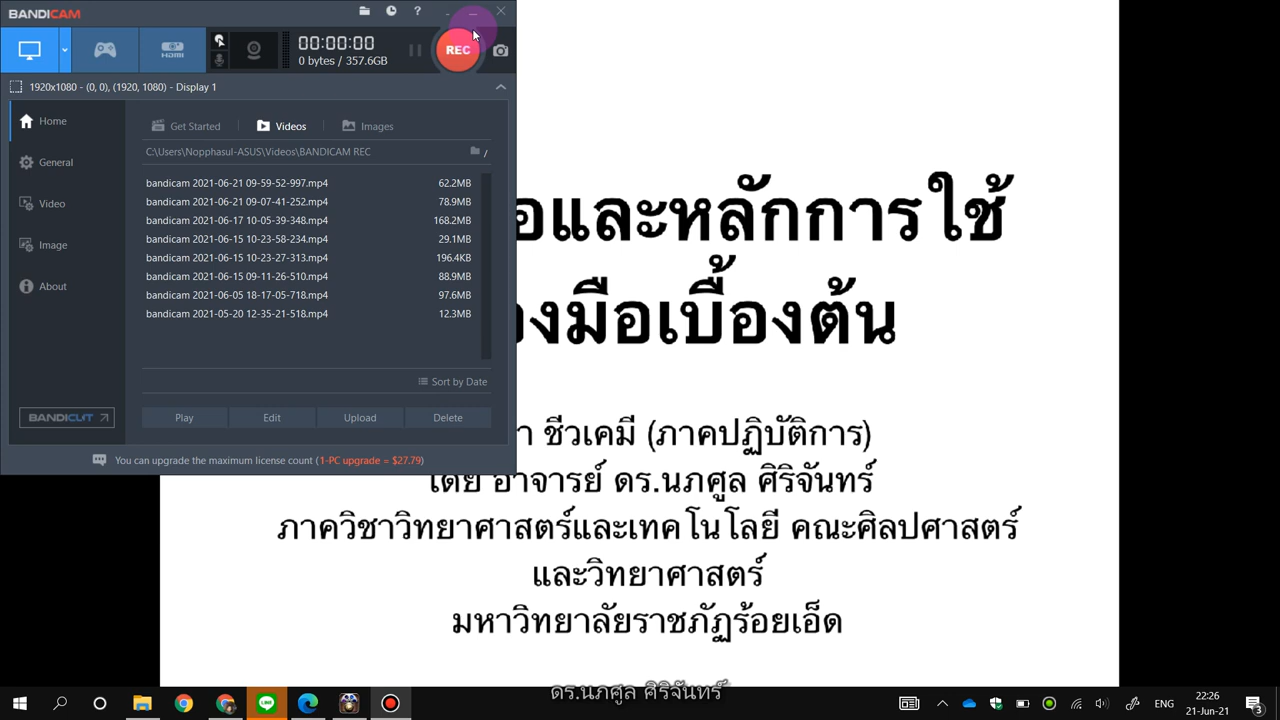 BANDICAM
?
00:00:00
0 bytes / 357.6GB
REC
HDMI
1920x1080 - (0, 0), (1920, 1080) - Display 1
Home
General
Video
Image
About
BANDICUT
Get Started
Videos
Images
C:\Users\Nopphasul-ASUS\Videos\BANDICAM REC
/
bandicam 2021-06-21 09-59-52-997.mp4 62.2MB
bandicam 2021-06-21 09-07-41-222.mp4 78.9MB
bandicam 2021-06-17 10-05-39-348.mp4 168.2MB
bandicam 2021-06-15 10-23-58-234.mp4 29.1MB
bandicam 2021-06-15 10-23-27-313.mp4 196.4KB
bandicam 2021-06-15 09-11-26-510.mp4 88.9MB
bandicam 2021-06-05 18-17-05-718.mp4 97.6MB
bandicam 2021-05-20 12-35-21-518.mp4 12.3MB
Sort by Date
Play Edit Upload Delete
You can upgrade the maximum license count (1-PC upgrade = $27.79)
อและหลักการใช้
งมือเบื้องต้น
า ชีวเคมี (ภาคปฏิบัติการ)
โดย อาจารย์ ดร.นภศูล ศิริจันทร์
ภาควิชาวิทยาศาสตร์และเทคโนโลยี คณะศิลปศาสตร์
และวิทยาศาสตร์
มหาวิทยาลัยราชภัฏร้อยเอ็ด
ดร.นภศูล ศิริจันทร์
LINE
ENG
22:26
21-Jun-21
3